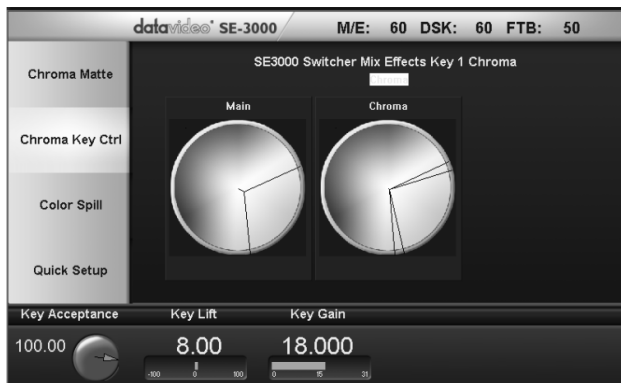 datavideo SE-3000 M/E: 60 DSK: 60 FTB: 50
Chroma Matte
SE3000 Switcher Mix Effects Key 1 Chroma
Chroma
Main Chroma
Chroma Key Ctrl
Color Spill
Quick Setup
Key Acceptance Key Lift Key Gain
100.00 8.00 18.000
-100 0 100 0 15 31